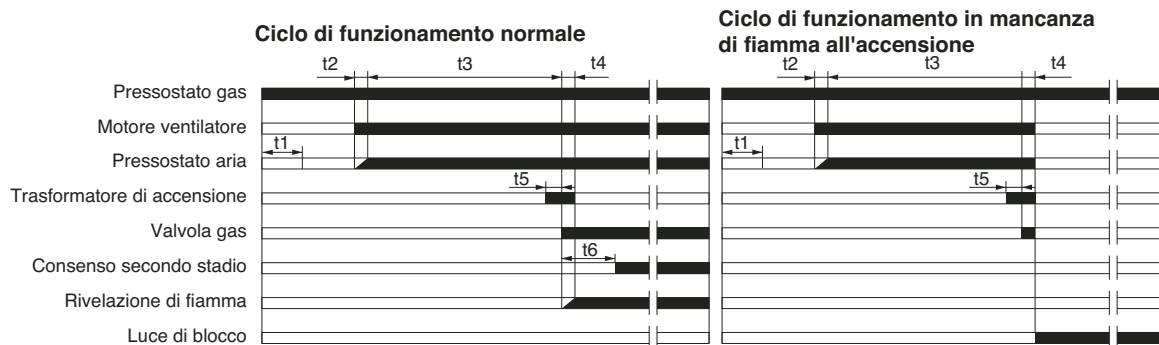 Ciclo di funzionamento normale
Ciclo di funzionamento in mancanza
di fiamma all'accensione
t2 t3 t4 t2 t3 t4
Pressostato gas
Motore ventilatore
t1 t1
Pressostato aria
t5 t5
Trasformatore di accensione
Valvola gas
t6
Consenso secondo stadio
Rivelazione di fiamma
Luce di blocco